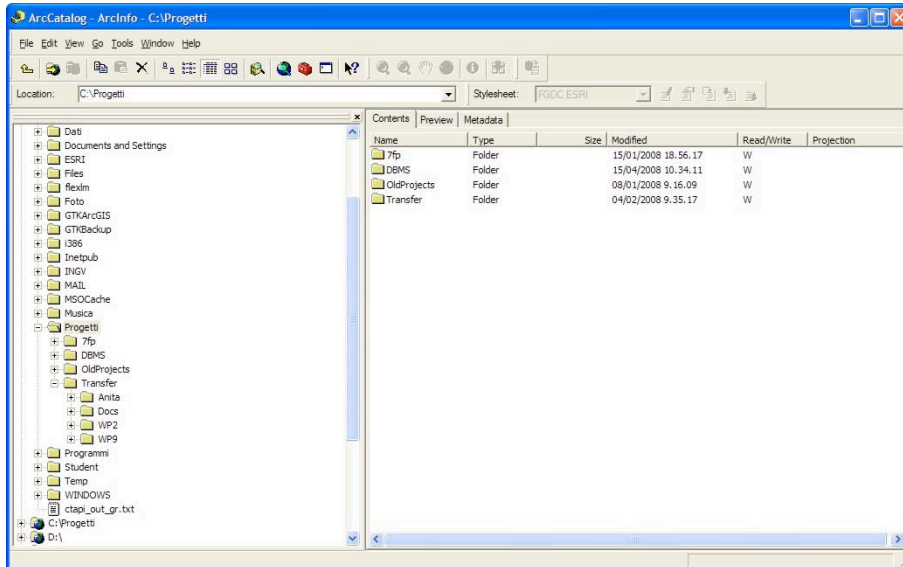 ArcCatalog - ArcInfo - C:\Progetti
File Edit View Go Tools Window Help
Location: C:\Progetti Stylesheet: FGDC ESRI
Contents Preview Metadata
Name Type Size Modified Read/Write Projection
7fp Folder 15/01/2008 18.56.17 W
DBMS Folder 15/04/2008 10.34.11 W
OldProjects Folder 08/01/2008 9.16.09 W
Transfer Folder 04/02/2008 9.35.17 W
Dati
Documents and Settings
ESRI
Files
flexlm
Foto
GTKArcGIS
GTKBackup
i386
Inetpub
INGV
MAIL
MSOCache
Musica
Progetti
7fp
DBMS
OldProjects
Transfer
Anita
Docs
WP2
WP9
Programmi
Student
Temp
WINDOWS
ctapi_out_gr.txt
C:\Progetti
D:\